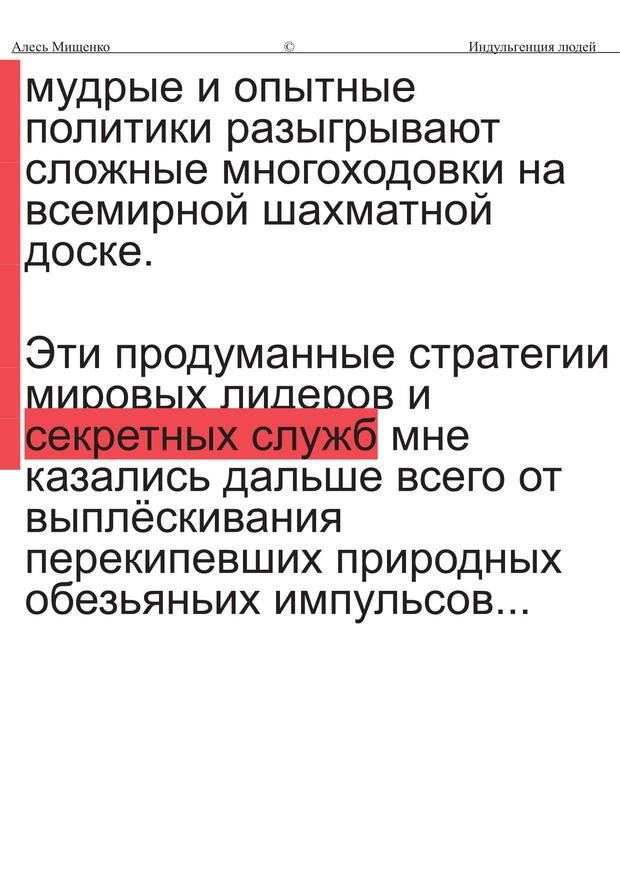 Алесь Мищенко © Индульгенция людей
мудрые и опытные
политики разыгрывают
сложные многоходовки на
всемирной шахматной
доске.
Эти продуманные стратегии
мировых лидеров и
секретных служб мне
казались дальше всего от
выплёскивания
перекипевших природных
обезьяньих импульсов...